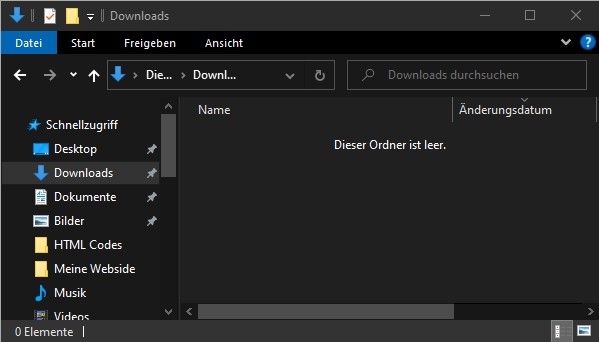 Downloads
Datei Start Freigeben Ansicht
Die... Downl... Downloads durchsuchen
Name Änderungsdatum
Dieser Ordner ist leer.
Schnellzugriff
Desktop
Downloads
Dokumente
Bilder
HTML Codes
Meine Webside
Musik
Videos
0 Elemente